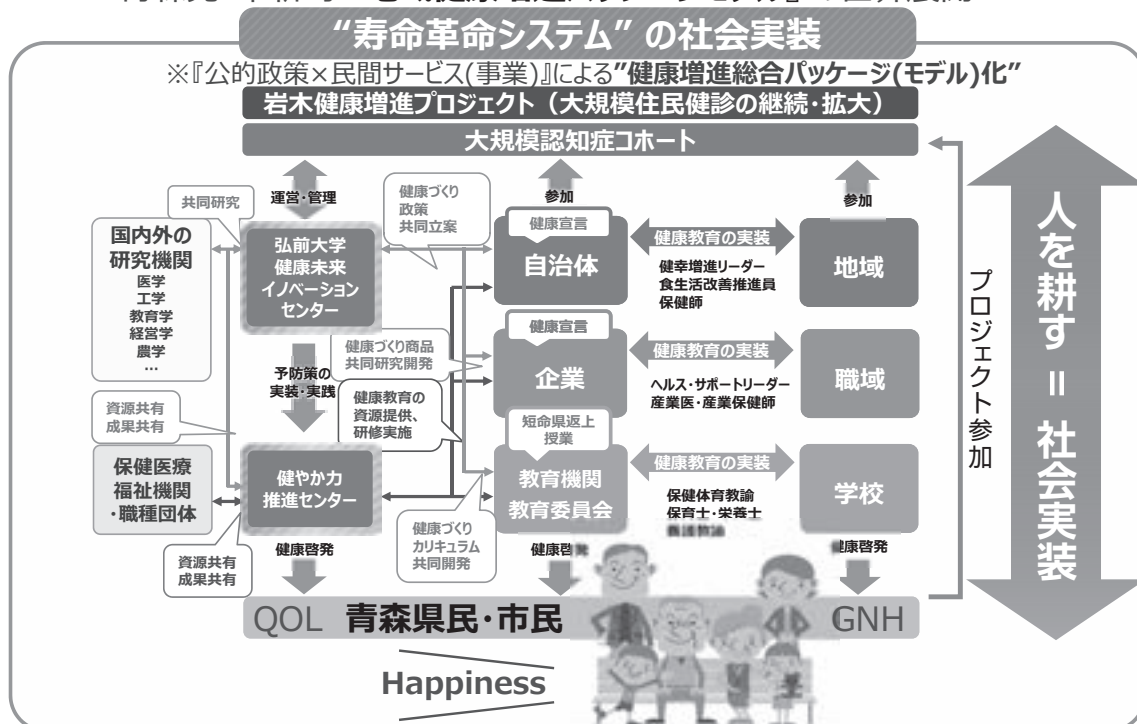 “寿命革命システム” の社会実装
※『公的政策×民間サービス(事業)』による”健康増進総合パッケージ(モデル)化”
岩木健康増進プロジェクト（大規模住民健診の継続・拡大）
大規模認知症コホート
共同研究
運営・管理
健康づくり
政策
共同立案
参加
参加
国内外の
研究機関
医学
工学
教育学
経営学
農学
…
弘前大学
健康未来
イノベーション
センター
健康宣言
自治体
健康教育の実装
健幸増進リーダー
食生活改善推進員
保健師
地域
予防策の
実装・実践
健康づくり商品
共同研究開発
健康宣言
企業
健康教育の実装
ヘルス・サポートリーダー
産業医・産業保健師
職域
資源共有
成果共有
健康教育の
資源提供、
研修実施
短命県返上
授業
保健医療
福祉機関
・職種団体
健やか力
推進センター
教育機関
教育委員会
健康教育の実装
保健体育教諭
保育士・栄養士
養護教諭
学校
資源共有
成果共有
健康啓発
健康づくり
カリキュラム
共同開発
健康啓発
健康啓発
プロジェクト参加
人を耕す = 社会実装
QOL 青森県民・市民
GNH
Happiness